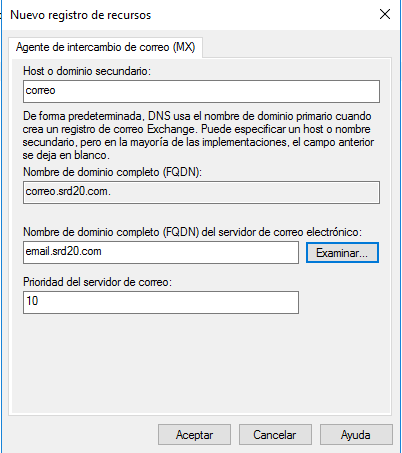 Nuevo registro de recursos
Agente de intercambio de correo (MX)
Host o dominio secundario:
correo
De forma predeterminada, DNS usa el nombre de dominio primario cuando
crea un registro de correo Exchange. Puede especificar un host o nombre
secundario, pero en la mayoría de las implementaciones, el campo anterior
se deja en blanco.
Nombre de dominio completo (FQDN):
correo.srd20.com.
Nombre de dominio completo (FQDN) del servidor de correo electrónico:
email.srd20.com
Examinar...
Prioridad del servidor de correo:
10
Aceptar
Cancelar
Ayuda